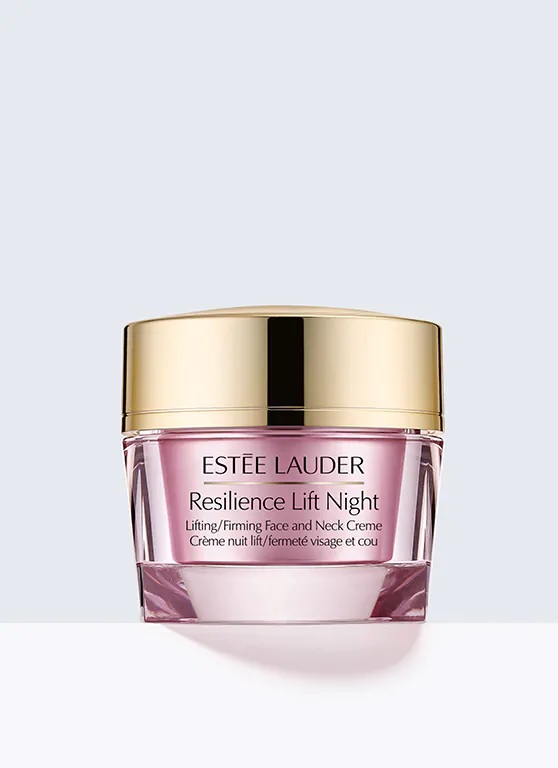 ESTĒE LAUDER
Resilience Lift Night
Lifting/Firming Face and Neck Creme
Crème nuit lift/fermeté visage et cou